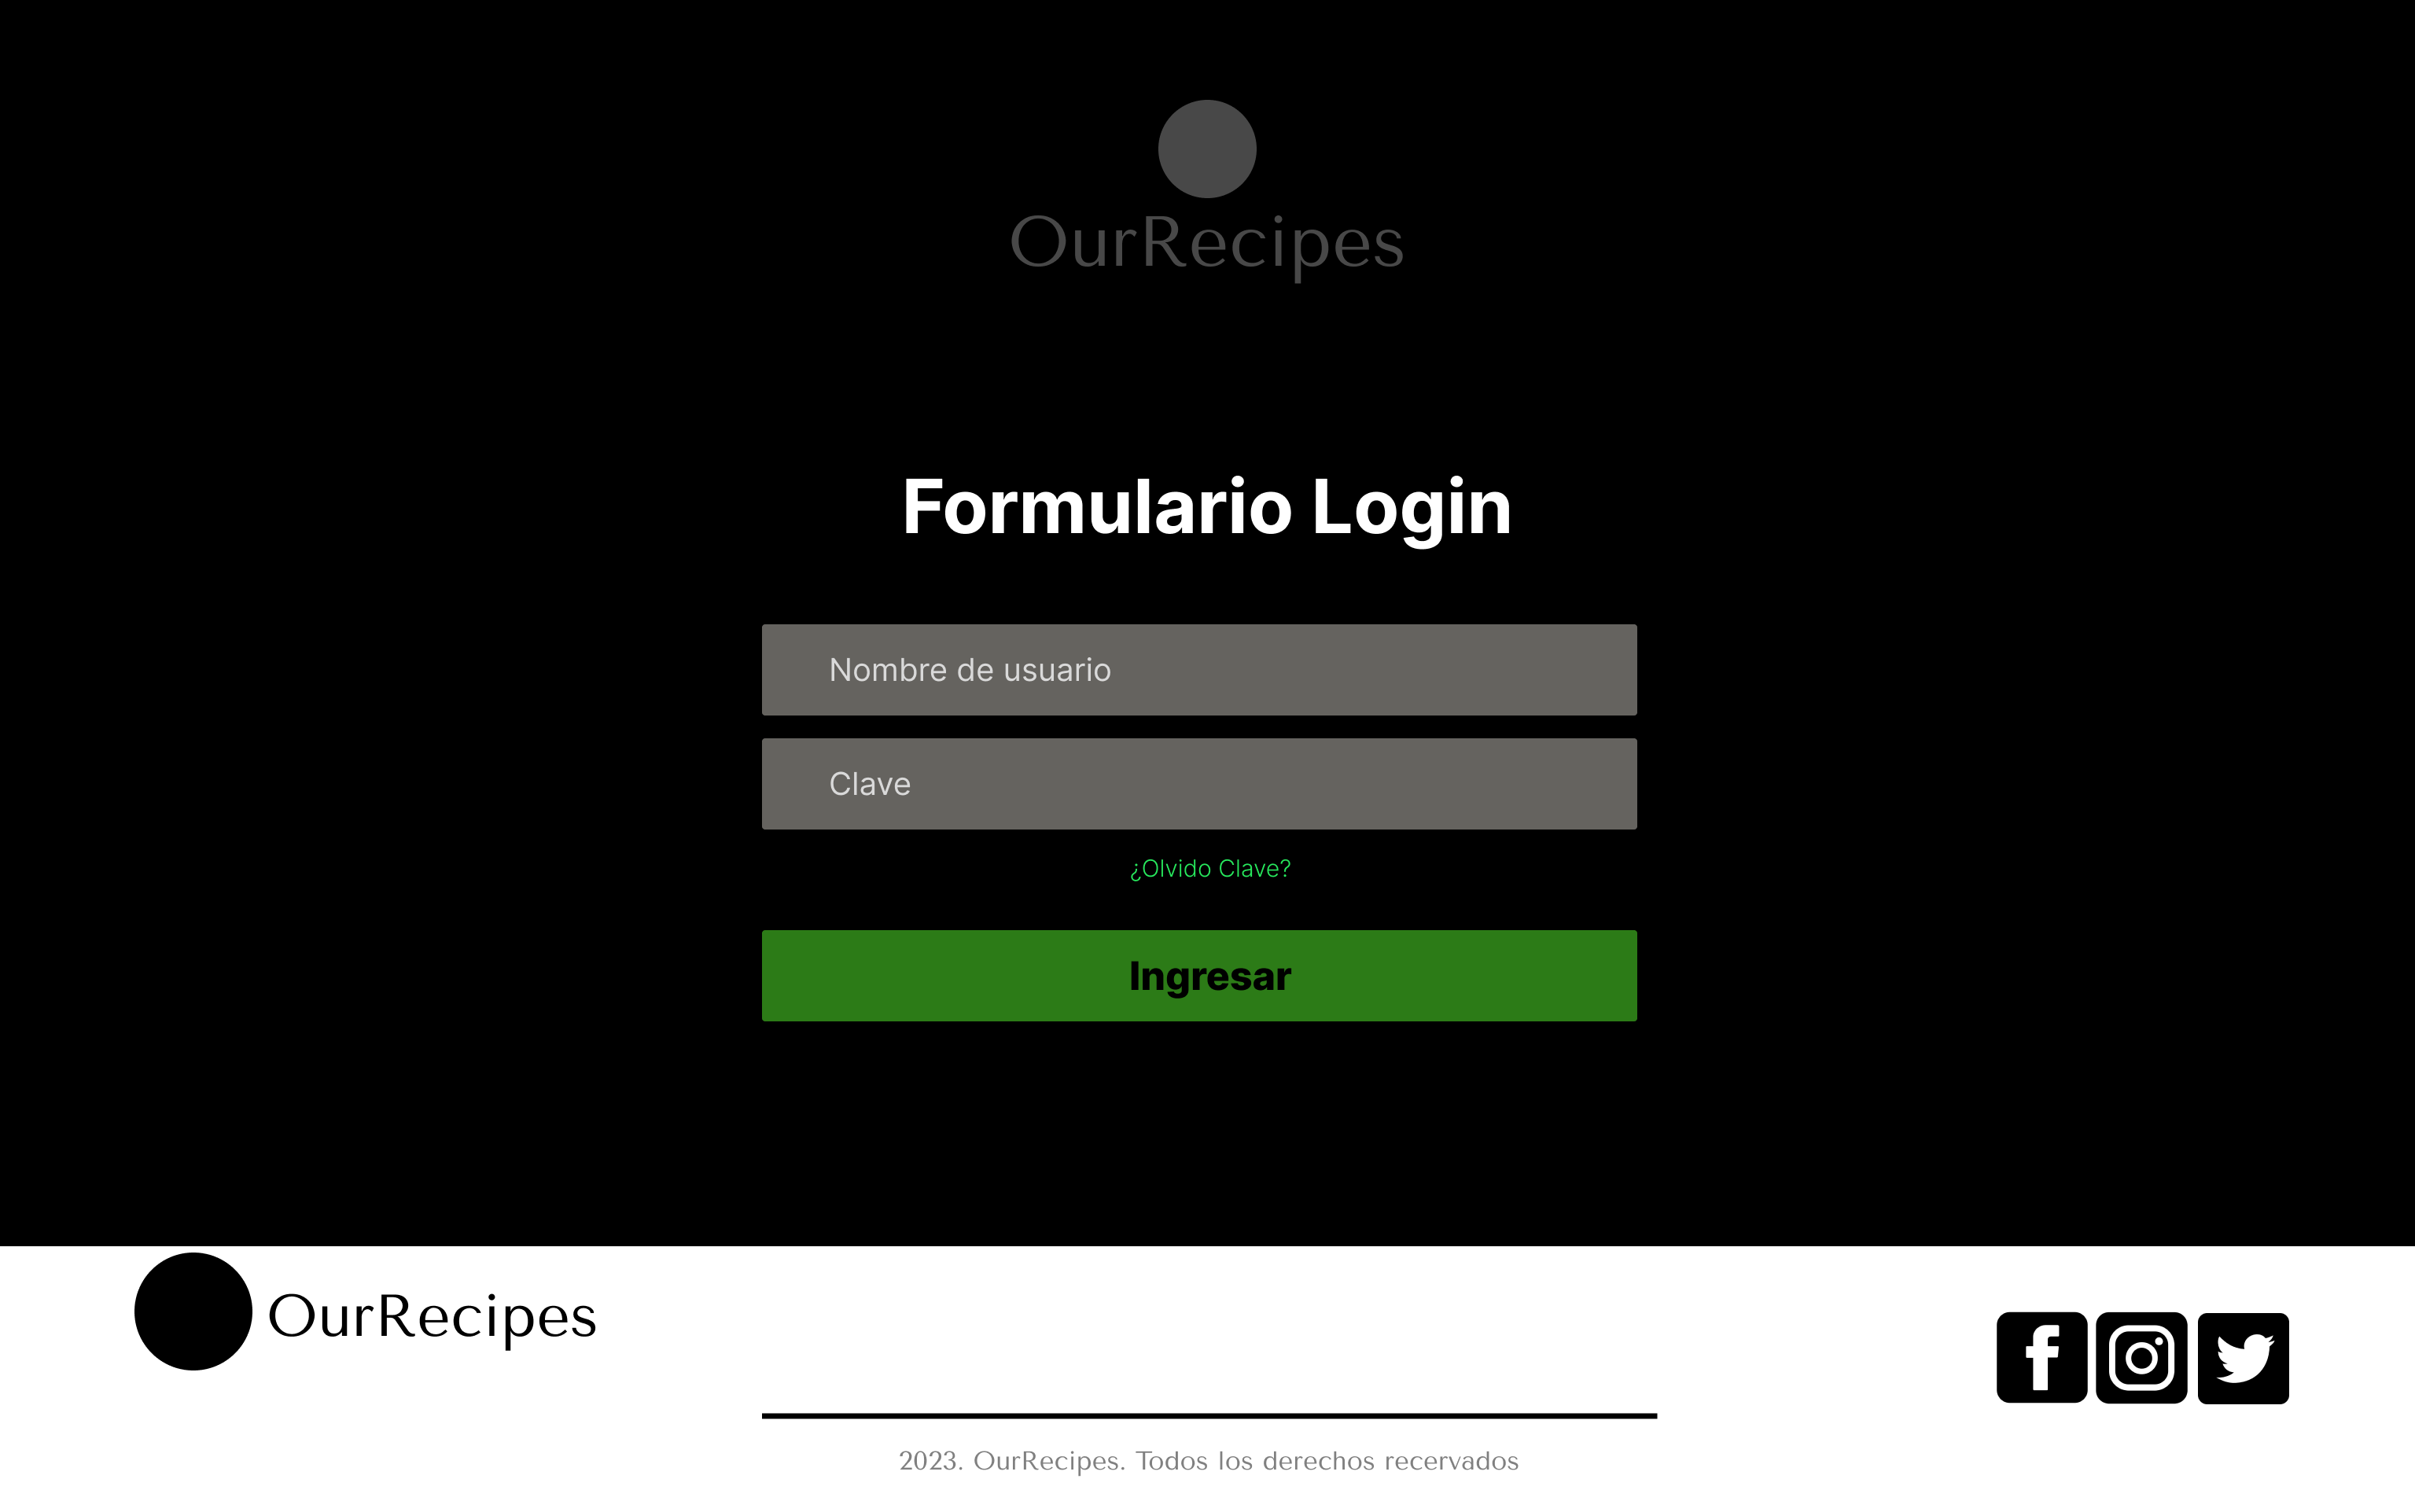 OurRecipes
Formulario Login
Nombre de usuario
Clave
¿Olvido Clave?
Ingresar
OurRecipes
2023. OurRecipes. Todos los derechos recervados